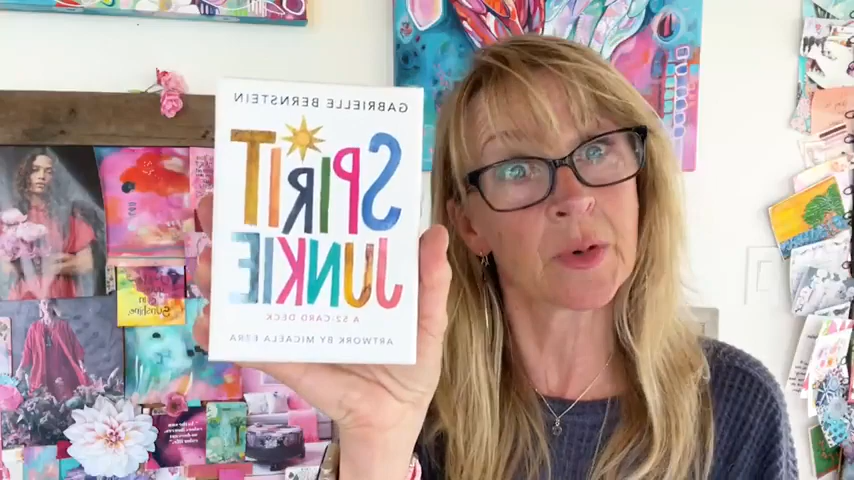 GABRIELLE BERNSTEIN
SPIRIT
JUNKIE
A 52-CARD DECK
ARTWORK BY MICAELA EZRA